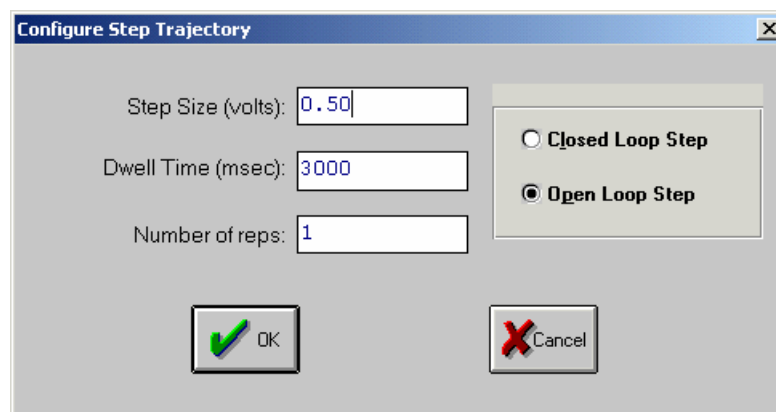 Configure Step Trajectory
Step Size (volts): 0.50
Dwell Time (msec): 3000
Number of reps: 1
Closed Loop Step
Open Loop Step
OK
Cancel